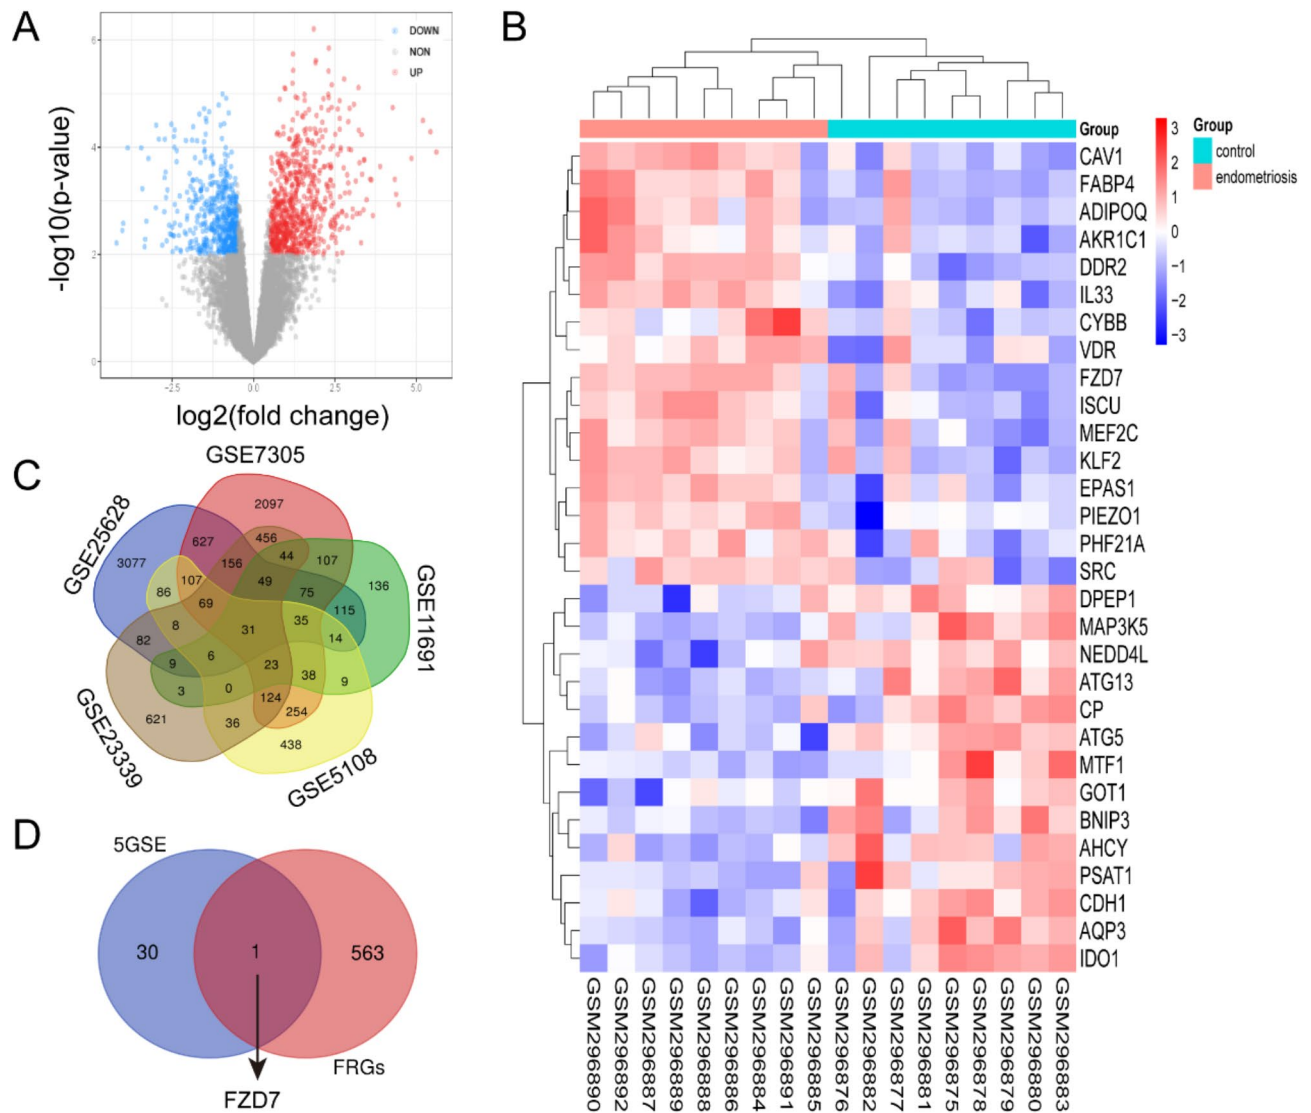 A
DOWN
NON
UP
6
4
2
0
-2.5
0.0
2.5
5.0
-log10(p-value)
log2(fold change)
B
Group
CAV1
FABP4
ADIPOQ
AKR1C1
DDR2
IL33
CYBB
VDR
FZD7
ISCU
MEF2C
KLF2
EPAS1
PIEZO1
PHF21A
SRC
DPEP1
MAP3K5
NEDD4L
ATG13
CP
ATG5
MTF1
GOT1
BNIP3
AHCY
PSAT1
CDH1
AQP3
IDO1
GSM296890
GSM296892
GSM296887
GSM296889
GSM296888
GSM296886
GSM296884
GSM296891
GSM296885
GSM296876
GSM296882
GSM296877
GSM296881
GSM296875
GSM296878
GSM296879
GSM296880
GSM296883
3
2
1
0
−1
−2
−3
Group
control
endometriosis
C
GSE7305
GSE25628
GSE11691
GSE23339
GSE5108
2097
627
456
3077
156
44
107
136
86
107
49
75
69
115
8
31
35
14
82
9
6
23
3
0
38
9
124
621
36
254
438
D
5GSE
30
1
563
FRGs
FZD7